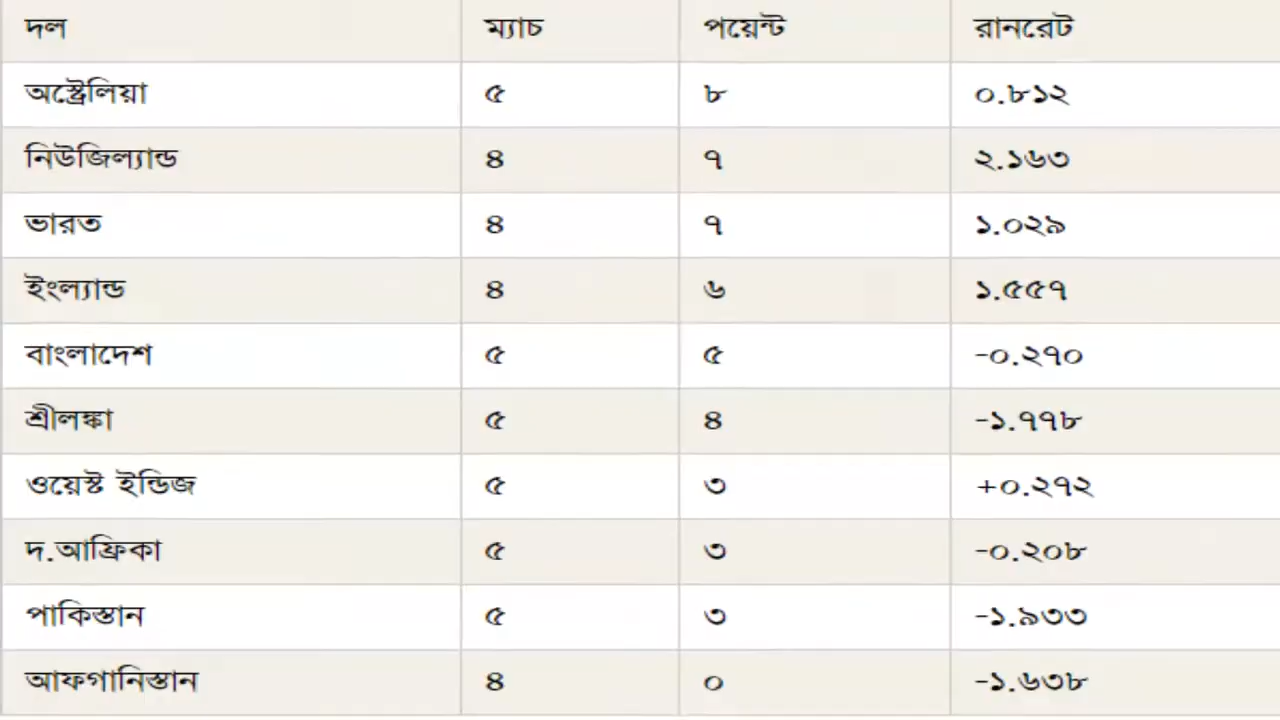 দল ম্যাচ পয়েন্ট রানরেট
অস্ট্রেলিয়া ৫ ৮ ০.৮১২
নিউজিল্যান্ড ৪ ৭ ২.১৬৩
ভারত ৪ ৭ ১.০২৯
ইংল্যান্ড ৪ ৬ ১.৫৫৭
বাংলাদেশ ৫ ৫ -০.২৭০
শ্রীলঙ্কা ৫ ৪ -১.৭৭৮
ওয়েস্ট ইন্ডিজ ৫ ৩ +০.২৭২
দ.আফ্রিকা ৫ ৩ -০.২০৮
পাকিস্তান ৫ ৩ -১.৯৩৩
আফগানিস্তান ৪ ০ -১.৬৩৮